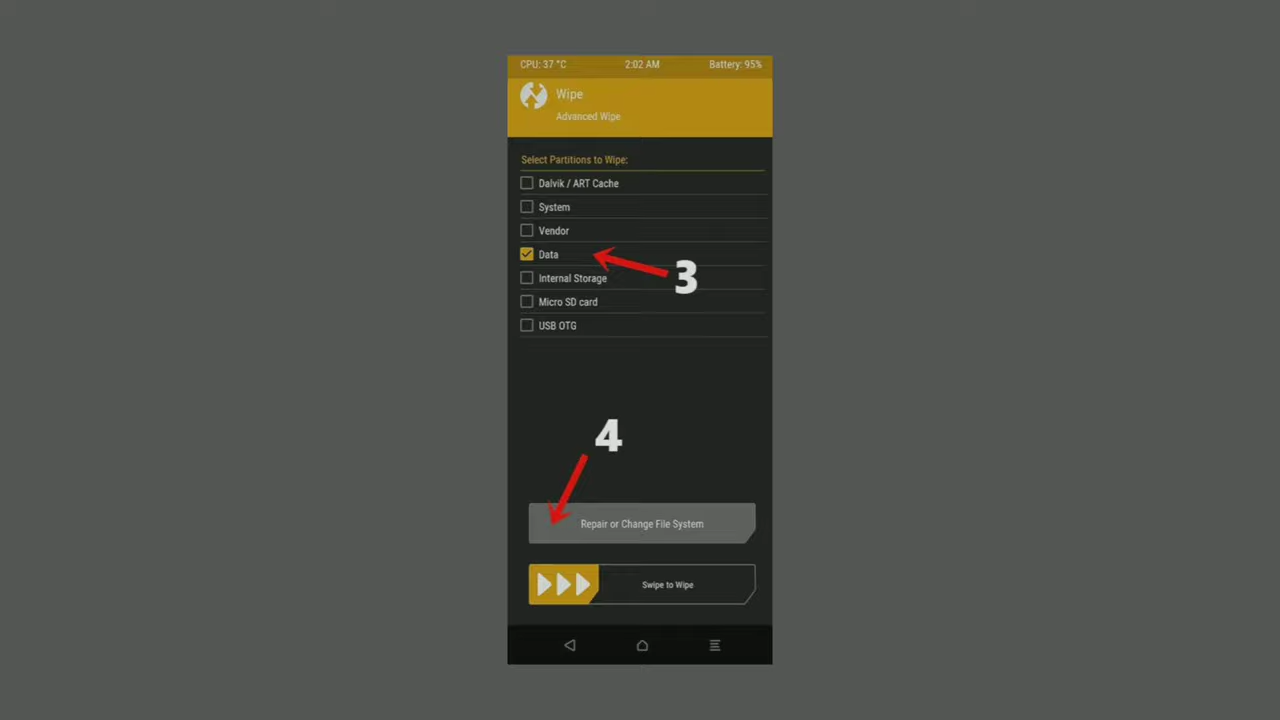 CPU: 37 °C 2:02 AM Battery: 95%
Wipe
Advanced Wipe
Select Partitions to Wipe:
Dalvik / ART Cache
System
Vendor
Data
3
Internal Storage
Micro SD card
USB OTG
4
Repair or Change File System
Swipe to Wipe